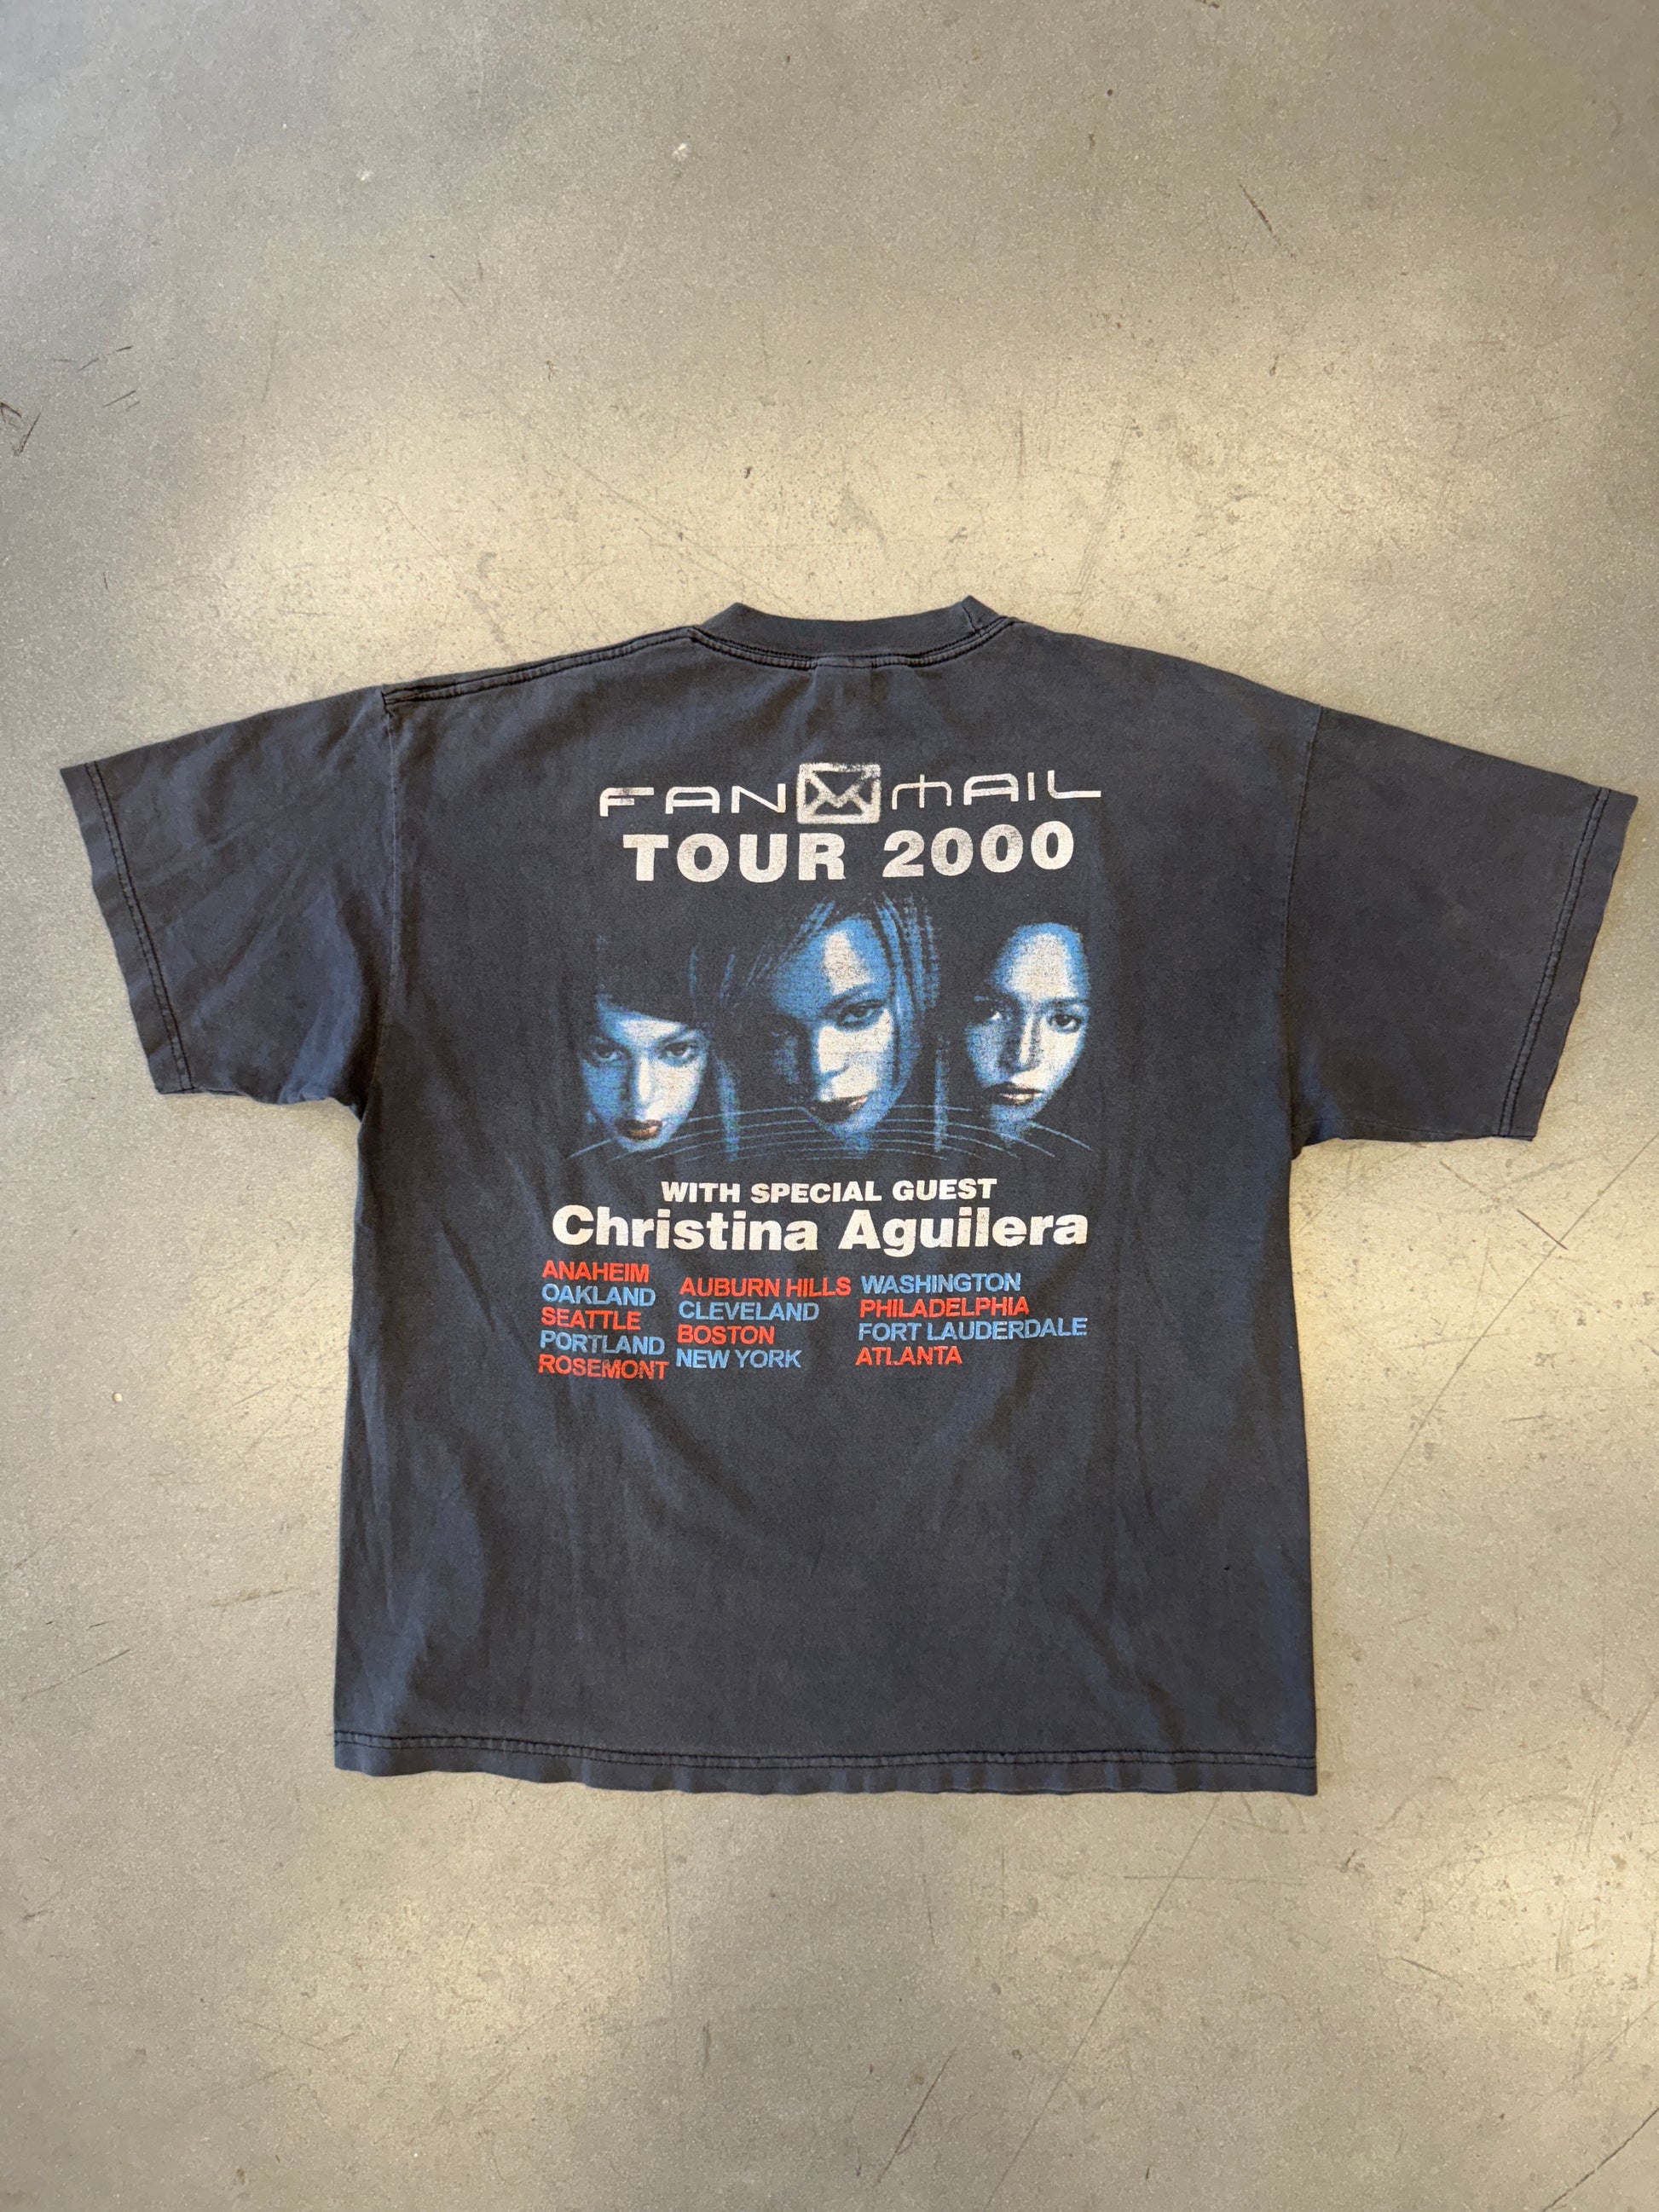 FANMAIL
TOUR 2000
WITH SPECIAL GUEST
Christina Aguilera
ANAHEIM
OAKLAND
SEATTLE
PORTLAND
ROSEMONT
AUBURN HILLS
CLEVELAND
BOSTON
NEW YORK
WASHINGTON
PHILADELPHIA
FORT LAUDERDALE
ATLANTA